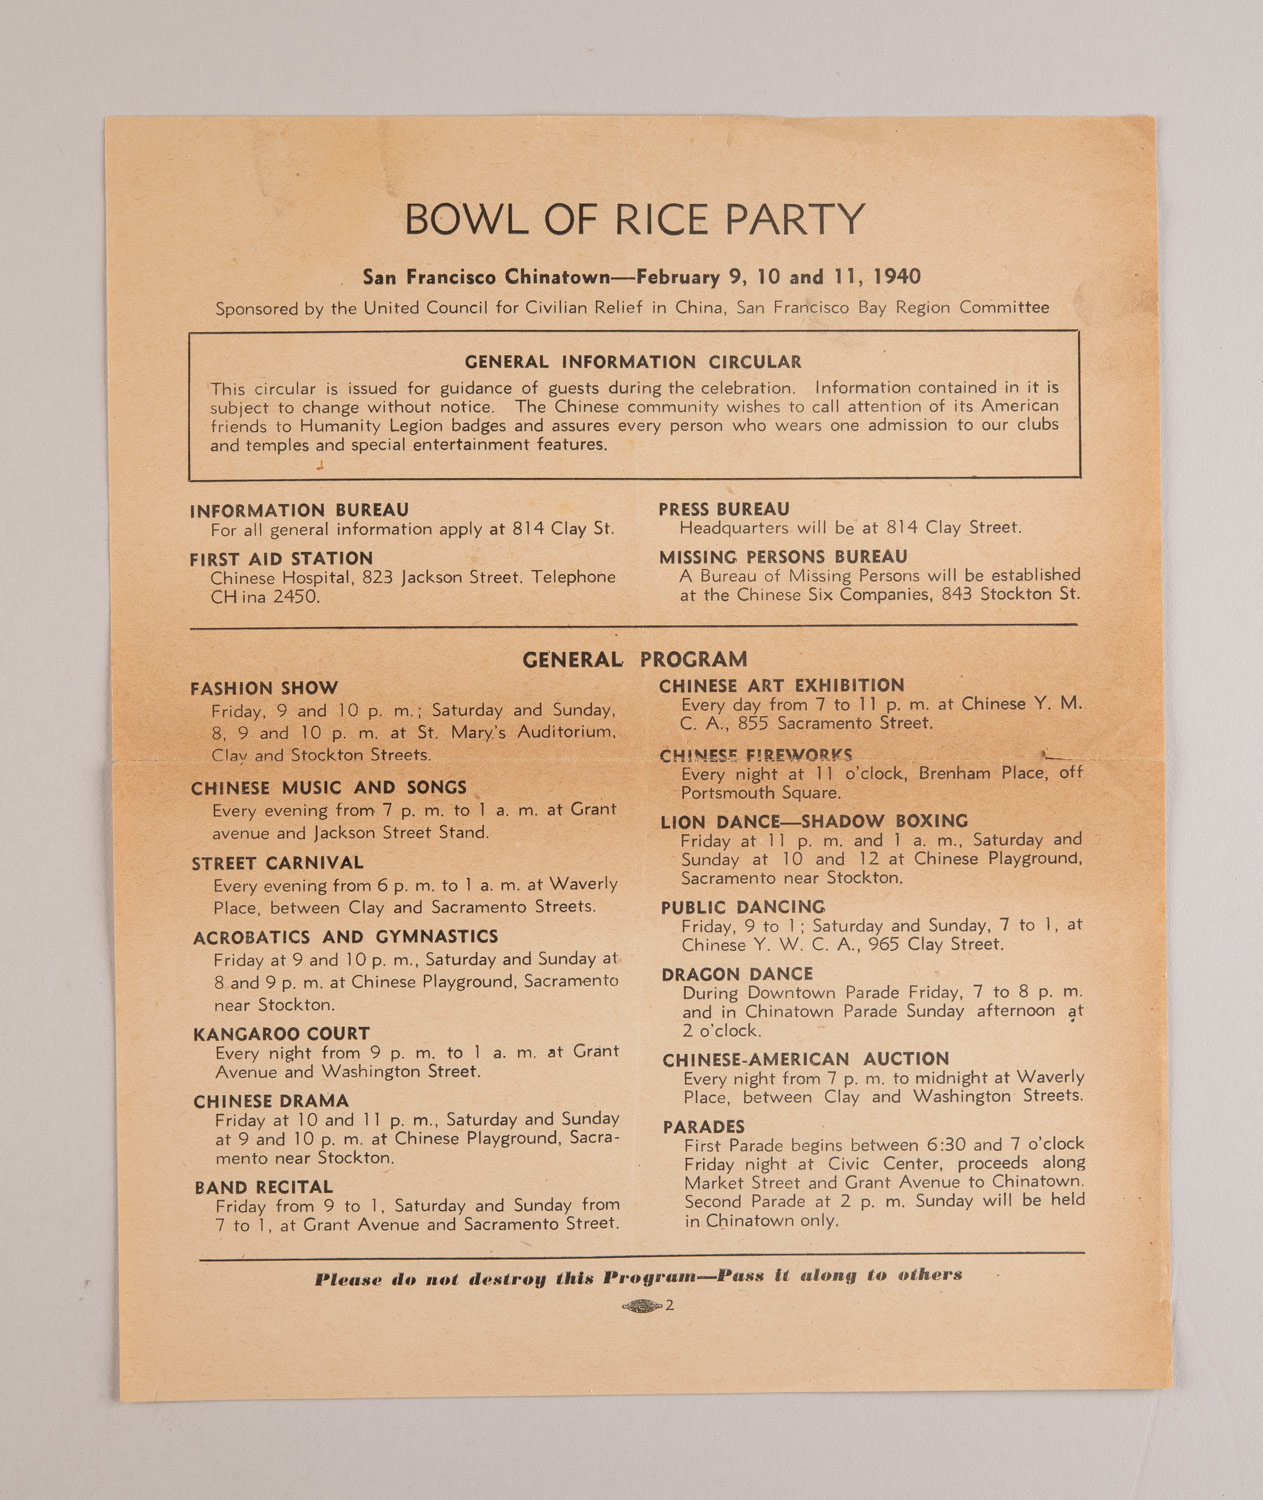 BOWL OF RICE PARTY
San Francisco Chinatown—February 9, 10 and 11, 1940
Sponsored by the United Council for Civilian Relief in China, San Francisco Bay Region Committee
GENERAL INFORMATION CIRCULAR
This circular is issued for guidance of guests during the celebration. Information contained in it is
subject to change without notice. The Chinese community wishes to call attention of its American
friends to Humanity Legion badges and assures every person who wears one admission to our clubs
and temples and special entertainment features.
INFORMATION BUREAU
For all general information apply at 814 Clay St.
FIRST AID STATION
Chinese Hospital, 823 Jackson Street. Telephone
CH ina 2450.
PRESS BUREAU
Headquarters will be at 814 Clay Street.
MISSING PERSONS BUREAU
A Bureau of Missing Persons will be established
at the Chinese Six Companies, 843 Stockton St.
GENERAL PROGRAM
FASHION SHOW
Friday, 9 and 10 p. m.; Saturday and Sunday,
8, 9 and 10 p. m. at St. Mary's Auditorium,
Clay and Stockton Streets.
CHINESE MUSIC AND SONGS
Every evening from 7 p. m. to 1 a. m. at Grant
avenue and Jackson Street Stand.
STREET CARNIVAL
Every evening from 6 p. m. to 1 a. m. at Waverly
Place, between Clay and Sacramento Streets.
ACROBATICS AND GYMNASTICS
Friday at 9 and 10 p. m., Saturday and Sunday at
8 and 9 p. m. at Chinese Playground, Sacramento
near Stockton.
KANGAROO COURT
Every night from 9 p. m. to 1 a. m. at Grant
Avenue and Washington Street.
CHINESE DRAMA
Friday at 10 and 11 p. m., Saturday and Sunday
at 9 and 10 p. m. at Chinese Playground, Sacra-
mento near Stockton.
BAND RECITAL
Friday from 9 to 1, Saturday and Sunday from
7 to 1, at Grant Avenue and Sacramento Street.
CHINESE ART EXHIBITION
Every day from 7 to 11 p. m. at Chinese Y. M.
C. A., 855 Sacramento Street.
CHINESE FIREWORKS
Every night at 11 o'clock, Brenham Place, off
Portsmouth Square.
LION DANCE—SHADOW BOXING
Friday at 11 p. m. and 1 a. m., Saturday and
Sunday at 10 and 12 at Chinese Playground,
Sacramento near Stockton.
PUBLIC DANCING
Friday, 9 to 1; Saturday and Sunday, 7 to 1, at
Chinese Y. W. C. A., 965 Clay Street.
DRAGON DANCE
During Downtown Parade Friday, 7 to 8 p. m.
and in Chinatown Parade Sunday afternoon at
2 o'clock.
CHINESE-AMERICAN AUCTION
Every night from 7 p. m. to midnight at Waverly
Place, between Clay and Washington Streets.
PARADES
First Parade begins between 6:30 and 7 o'clock
Friday night at Civic Center, proceeds along
Market Street and Grant Avenue to Chinatown.
Second Parade at 2 p. m. Sunday will be held
in Chinatown only.
Please do not destroy this Program—Pass it along to others
2